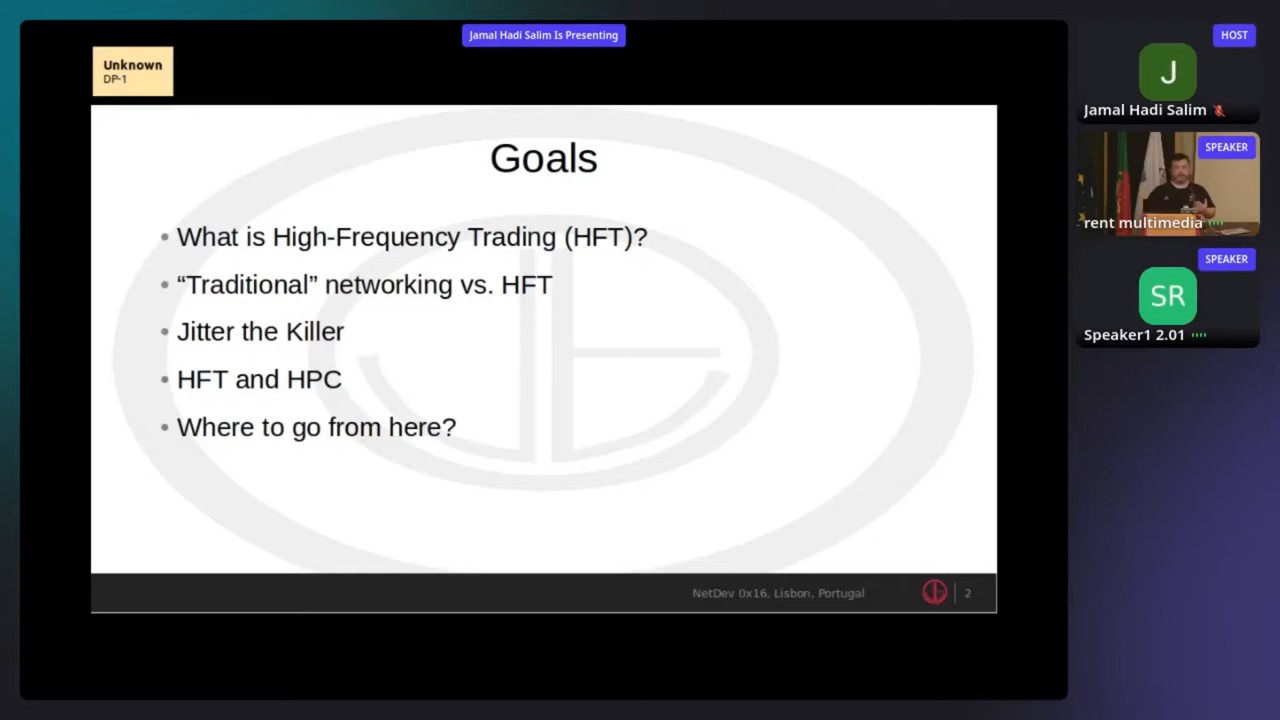 Jamal Hadi Salim Is Presenting
Unknown
DP-1
Goals
• What is High-Frequency Trading (HFT)?
• “Traditional” networking vs. HFT
• Jitter the Killer
• HFT and HPC
• Where to go from here?
NetDev 0x16, Lisbon, Portugal
2
HOST
J
Jamal Hadi Salim
SPEAKER
rent multimedia
SPEAKER
SR
Speaker1 2.01